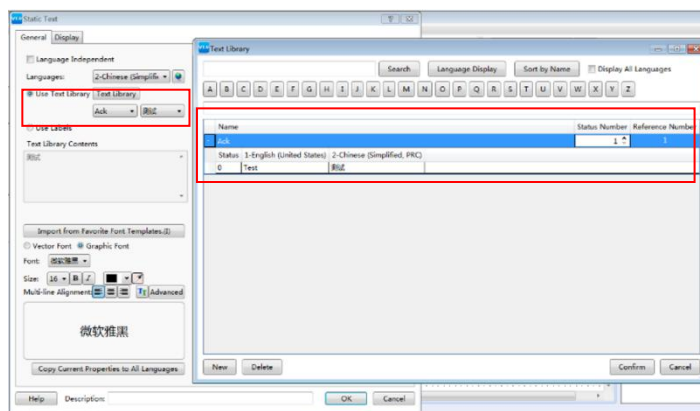 Static Text
General Display
Language Independent
Languages: 2-Chinese (Simplifi
Use Text Library Text Library
Ack 测试
Use Labels
Text Library Contents
测试
Import from Favorite Font Templates.(I)
Vector Font Graphic Font
Font: 微软雅黑
Size: 16 B I
Multi-line Alignment: Advanced
微软雅黑
Copy Current Properties to All Languages
Help Description: OK Cancel
Text Library
Search Language Display Sort by Name Display All Languages
A B C D E F G H I J K L M N O P Q R S T U V W X Y Z
Name Status Number Reference Number
Ack 1 1
Status 1-English (United States) 2-Chinese (Simplified, PRC)
0 Test 测试
New Delete Confirm Cancel